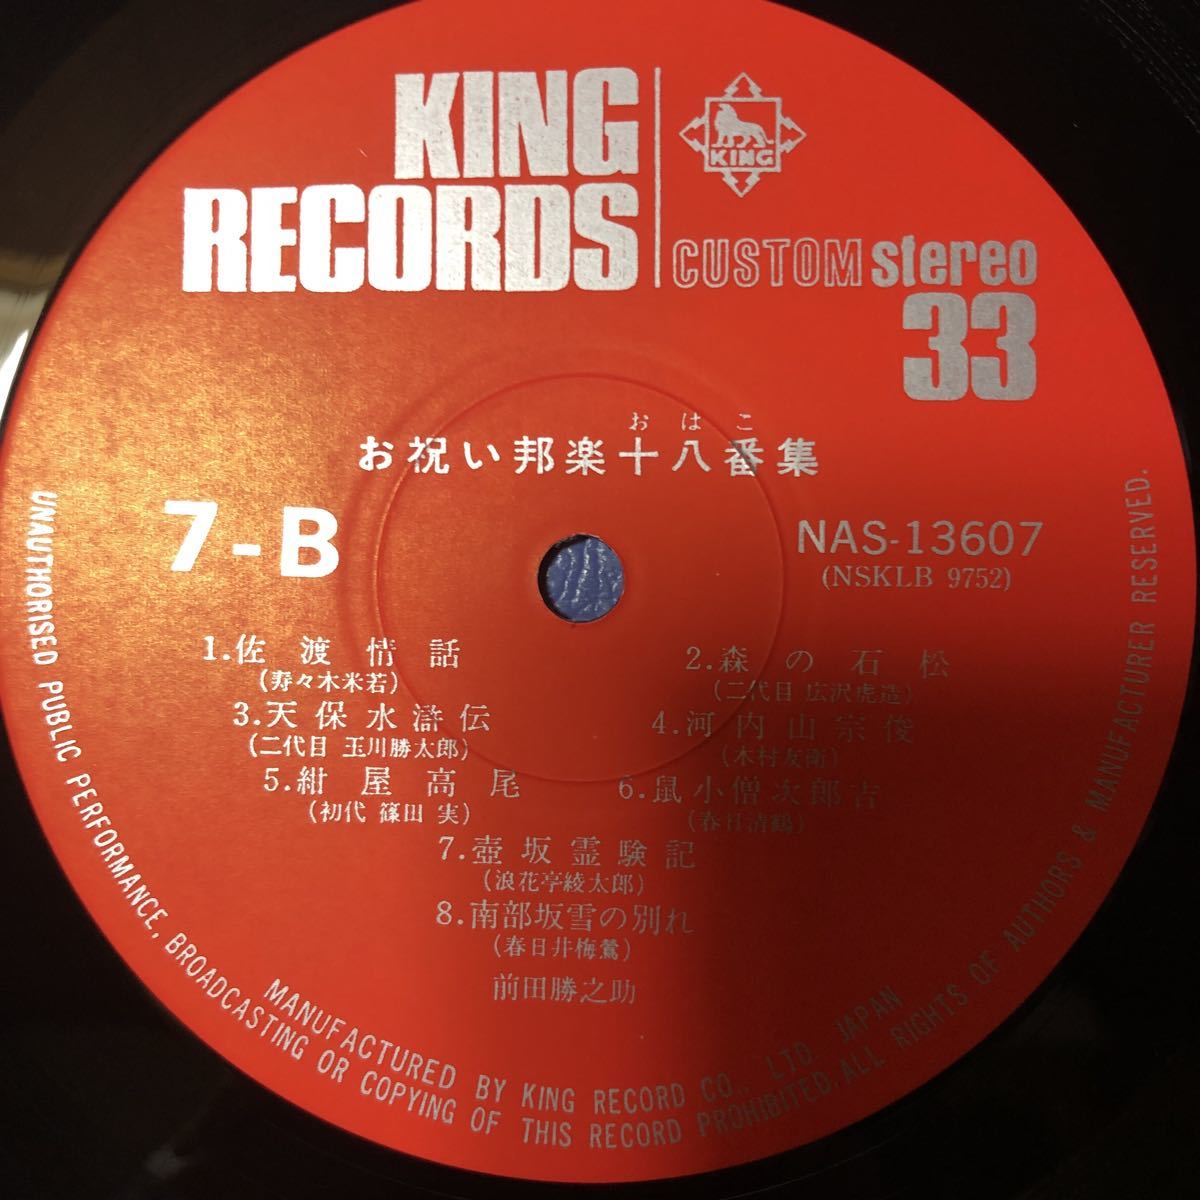 KING
RECORDS
KING
CUSTOM stereo
33
おはこ
お祝い邦楽十八番集
7-B
NAS-13607
(NSKLB 9752)
1.佐渡情話
(寿々木米若)
2.森の石松
(二代目 広沢虎造)
3.天保水滸伝
(二代目 玉川勝太郎)
4.河内山宗俊
(木村友衛)
5.紺屋高尾
(初代 篠田 実)
6.鼠小僧次郎吉
(春日清鶴)
7.壺坂霊験記
(浪花亭綾太郎)
8.南部坂雪の別れ
(春日井梅鶯)
前田勝之助
MANUFACTURED BY KING RECORD CO., LTD. JAPAN
UNAUTHORISED PUBLIC PERFORMANCE, BROADCASTING OR COPYING OF THIS RECORD PROHIBITED. ALL RIGHTS OF AUTHORS & MANUFACTURER RESERVED.